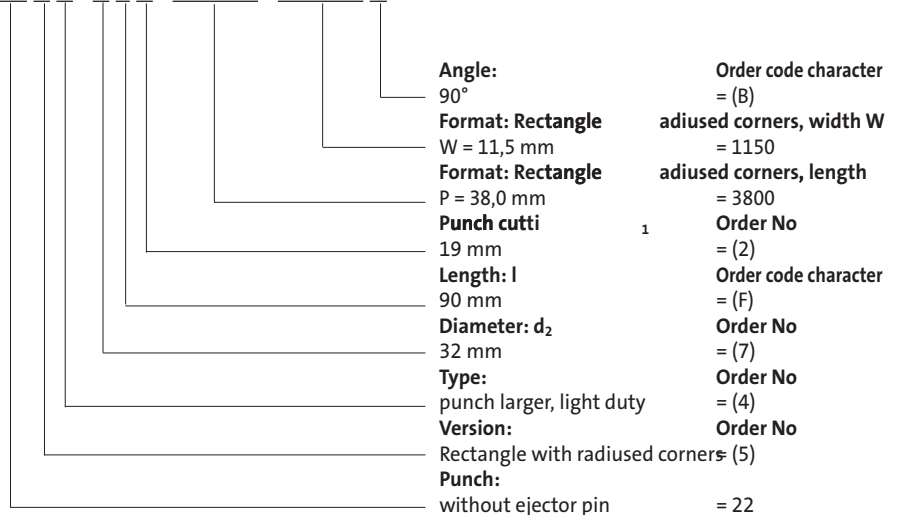 Angle: Order code character
90° = (B)
Format: Rectangle adiused corners, width W
W = 11,5 mm = 1150
Format: Rectangle adiused corners, length
P = 38,0 mm = 3800
Punch cutti 1 Order No
19 mm = (2)
Length: l Order code character
90 mm = (F)
Diameter: d₂ Order No
32 mm = (7)
Type: Order No
punch larger, light duty = (4)
Version: Order No
Rectangle with radiused corners = (5)
Punch:
without ejector pin = 22